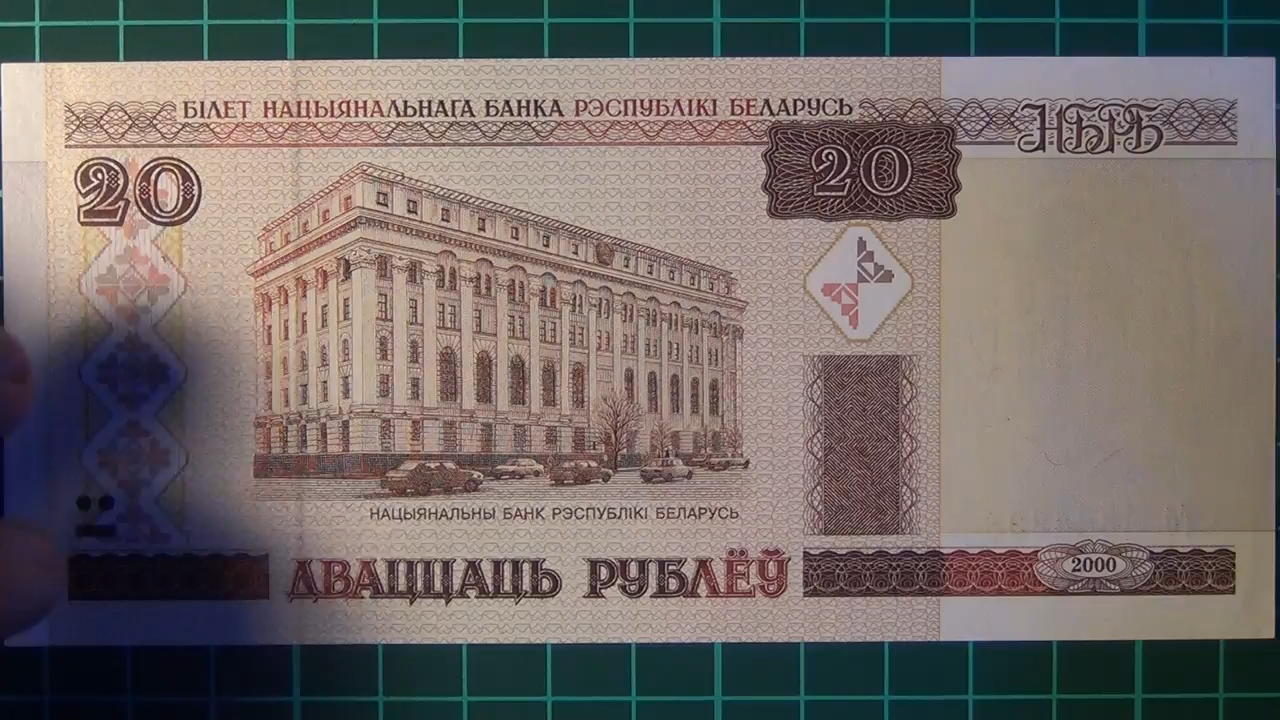 БІЛЕТ НАЦЫЯНАЛЬНАГА БАНКА РЭСПУБЛІКІ БЕЛАРУСЬ
НБРБ
20
20
НАЦЫЯНАЛЬНЫ БАНК РЭСПУБЛІКІ БЕЛАРУСЬ
ДВАЦЦАЦЬ РУБЛЁЎ
2000